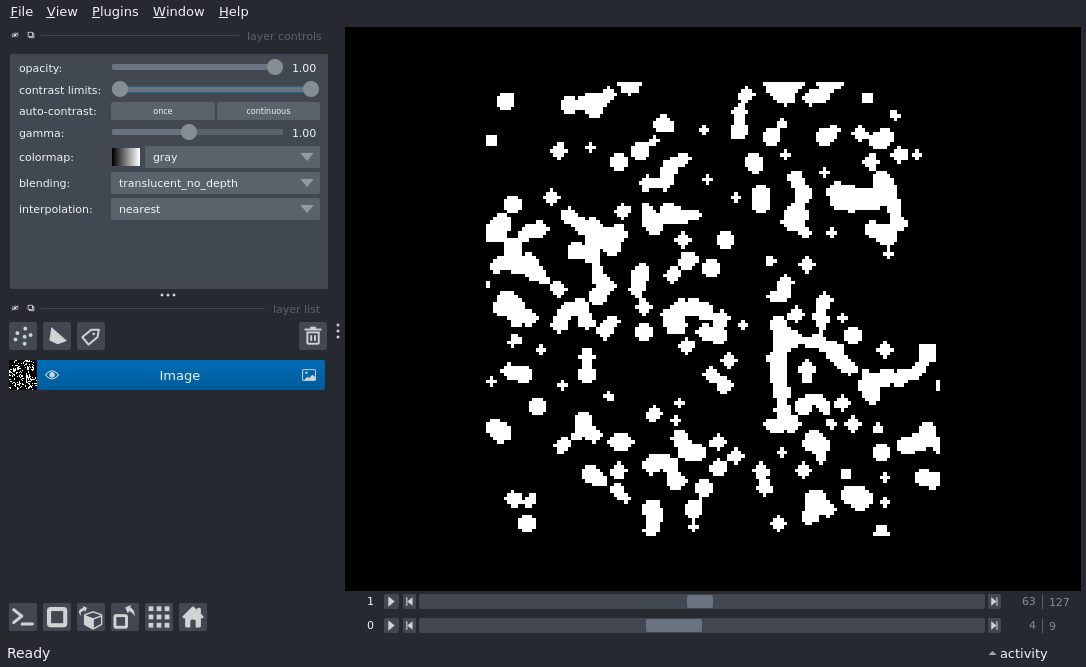 File View Plugins Window Help
layer controls
opacity: 1.00
contrast limits:
auto-contrast: once continuous
gamma: 1.00
colormap: gray
blending: translucent_no_depth
interpolation: nearest
layer list
Image
1 63 127
0 4 9
Ready activity